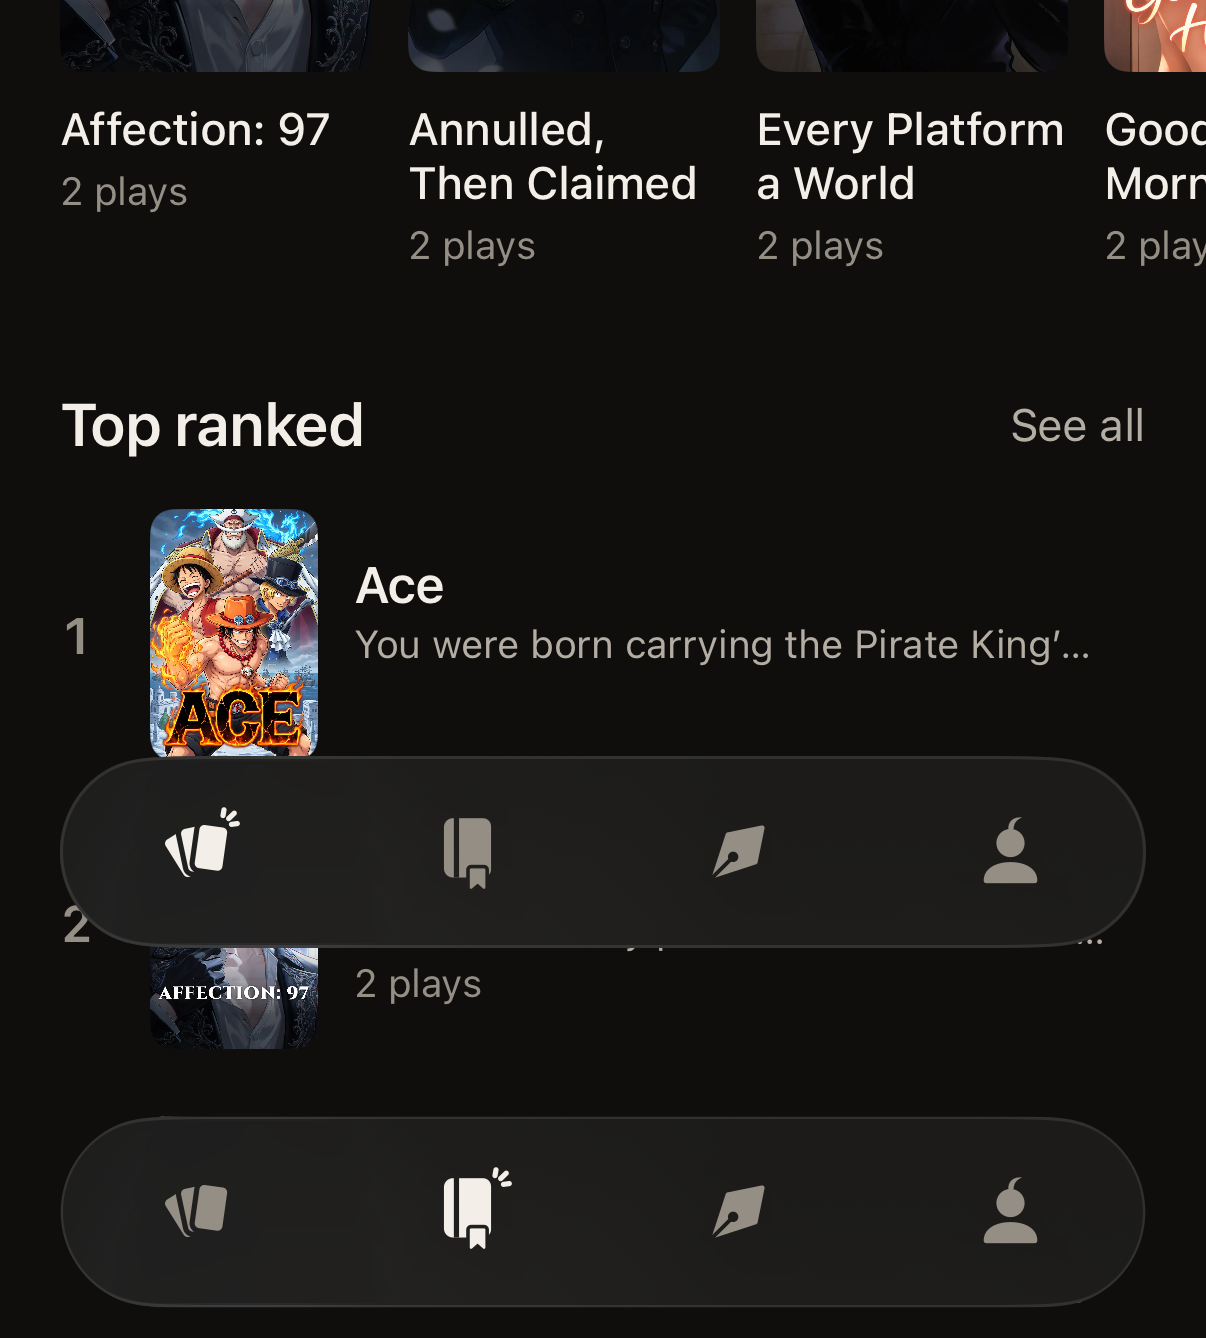 Affection: 97
2 plays
Annulled,
Then Claimed
2 plays
Every Platform
a World
2 plays
2
Top ranked
See all
1
ACE
Ace
You were born carrying the Pirate King’...
2
AFFECTION: 97
2 plays